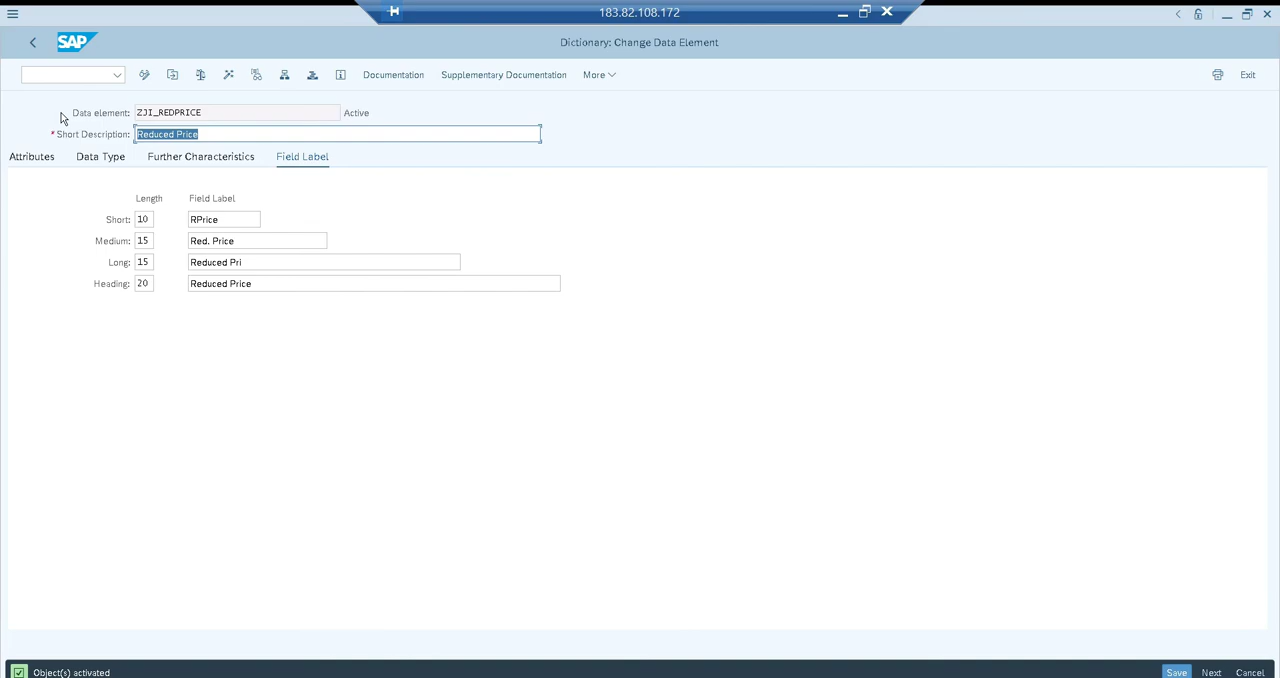 183.82.108.172
SAP Dictionary: Change Data Element
Documentation Supplementary Documentation More Exit
Data element: ZJI_REDPRICE Active
* Short Description: Reduced Price
Attributes Data Type Further Characteristics Field Label
Length Field Label
Short: 10 RPrice
Medium: 15 Red. Price
Long: 15 Reduced Pri
Heading: 20 Reduced Price
Object(s) activated Save Next Cancel